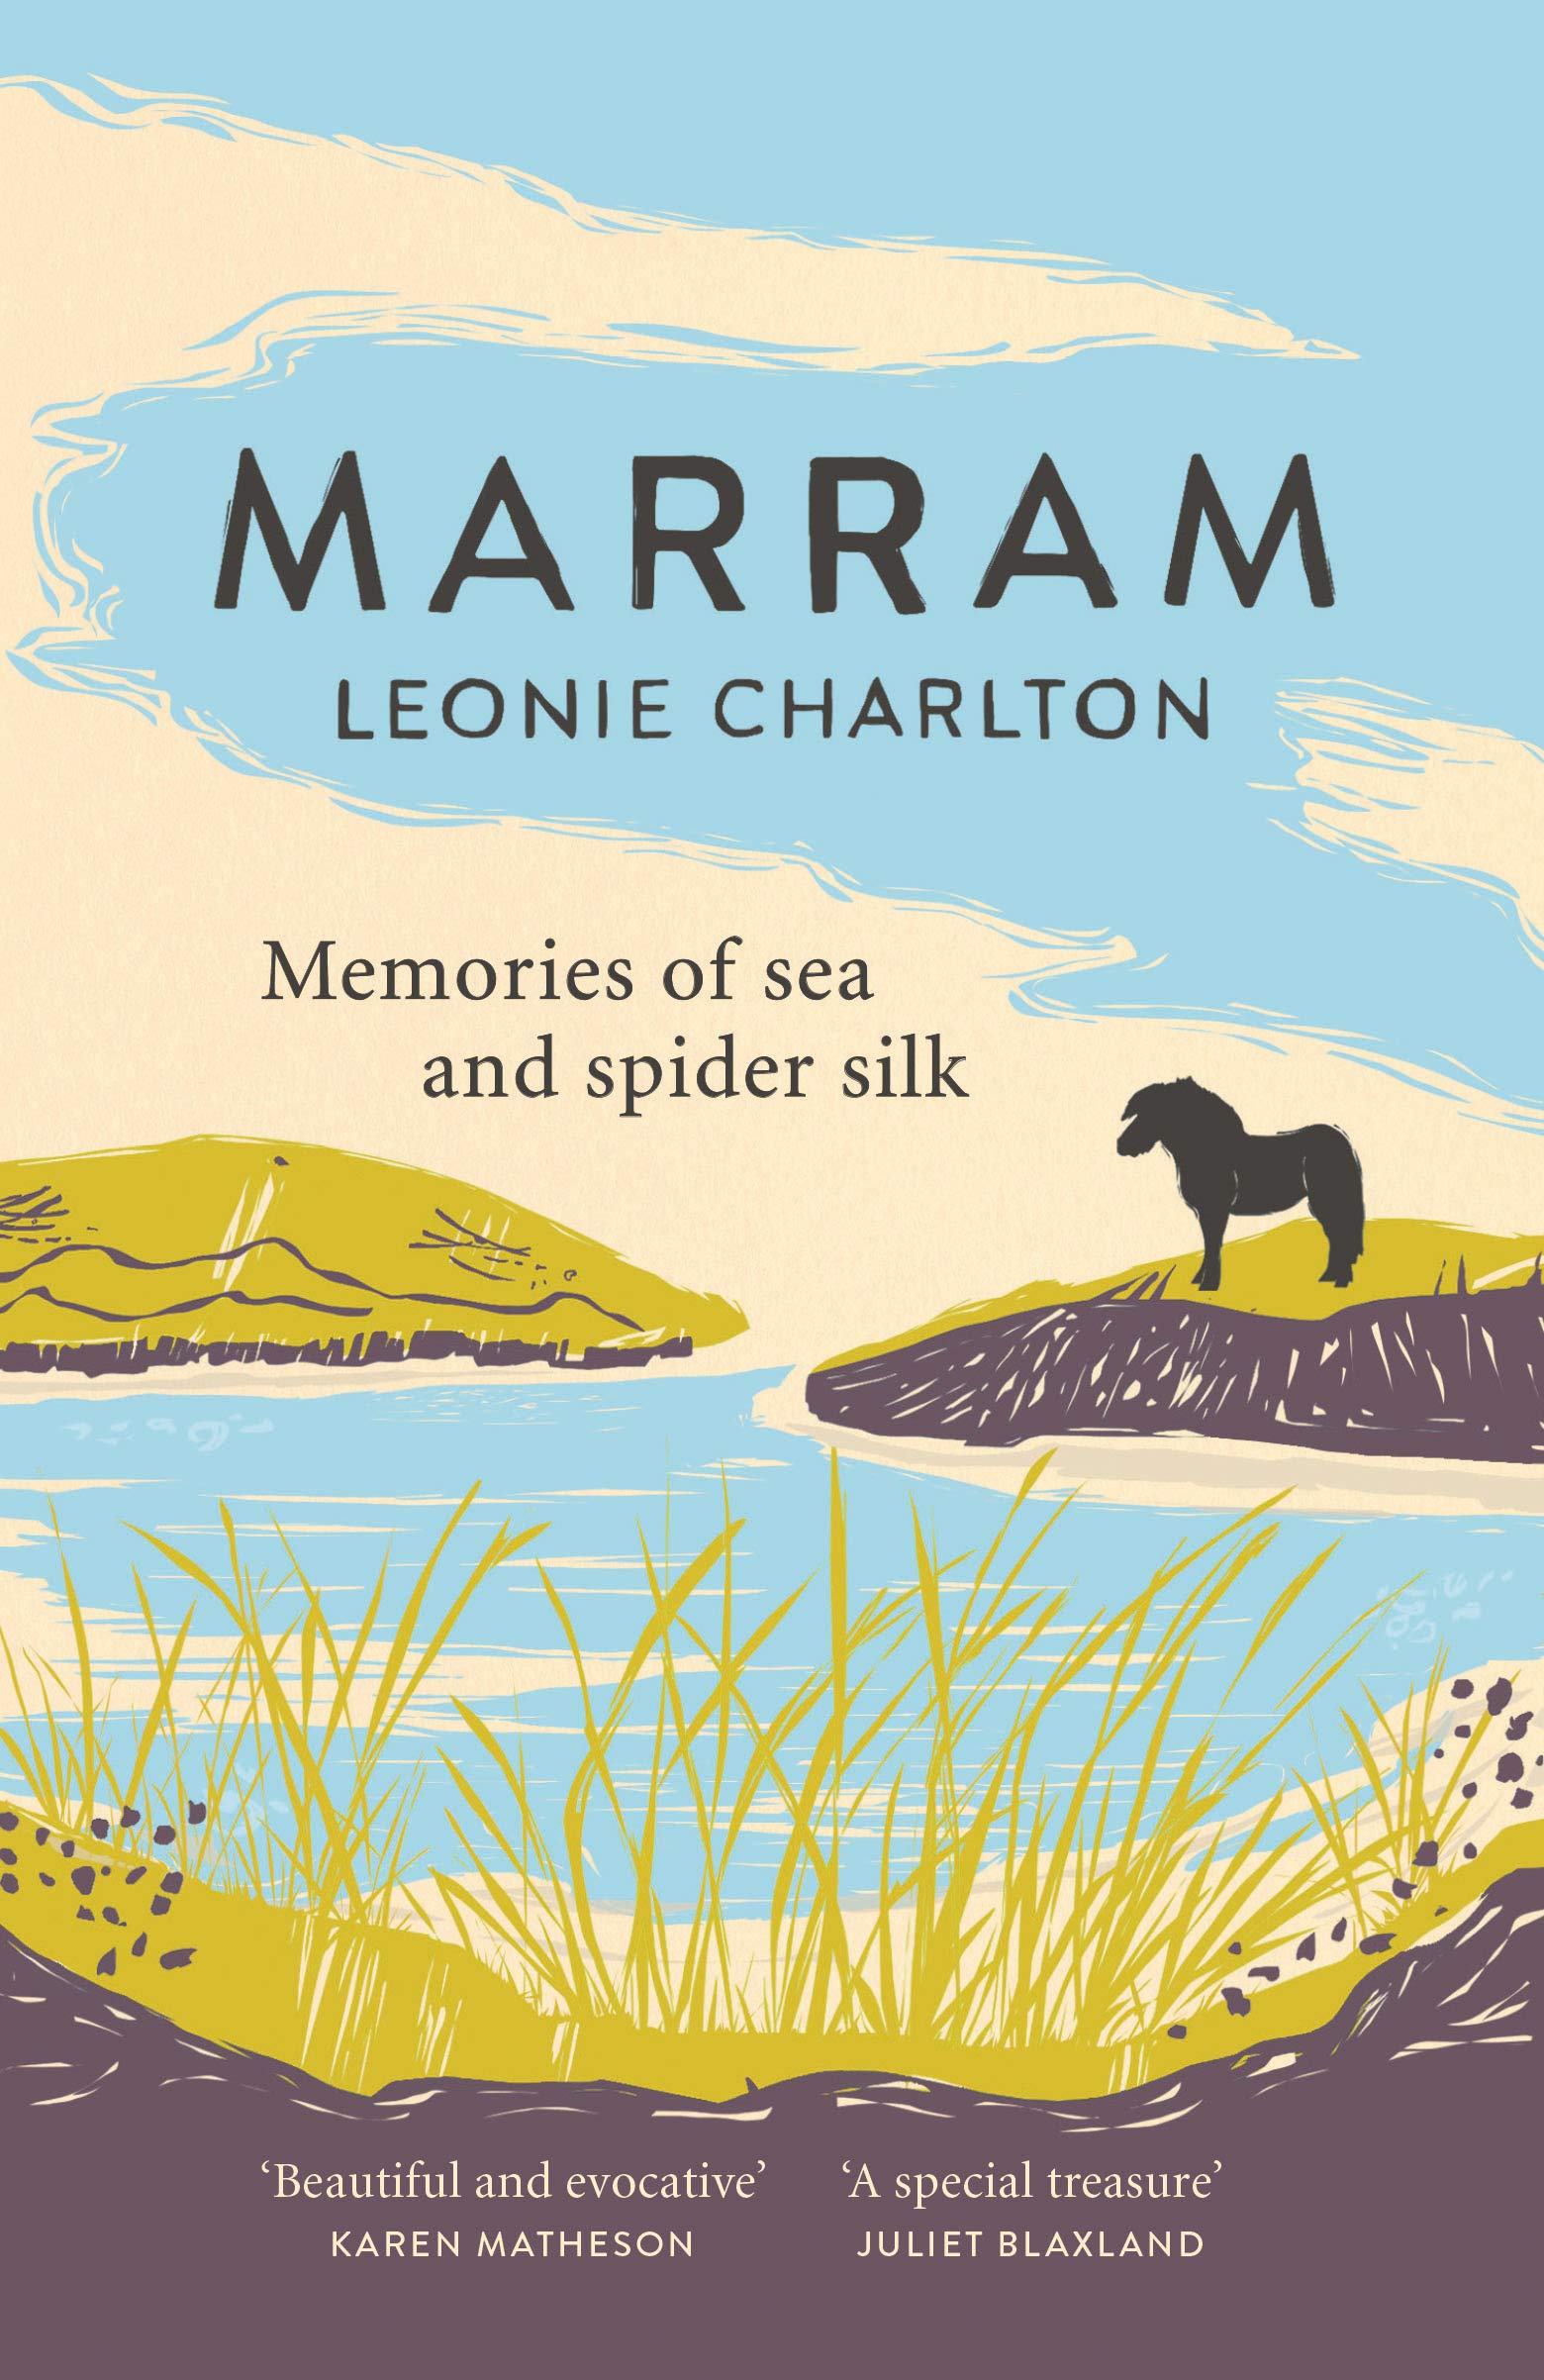 MARRAM
LEONIE CHARLTON
Memories of sea
and spider silk
‘Beautiful and evocative’
KAREN MATHESON
‘A special treasure’
JULIET BLAXLAND